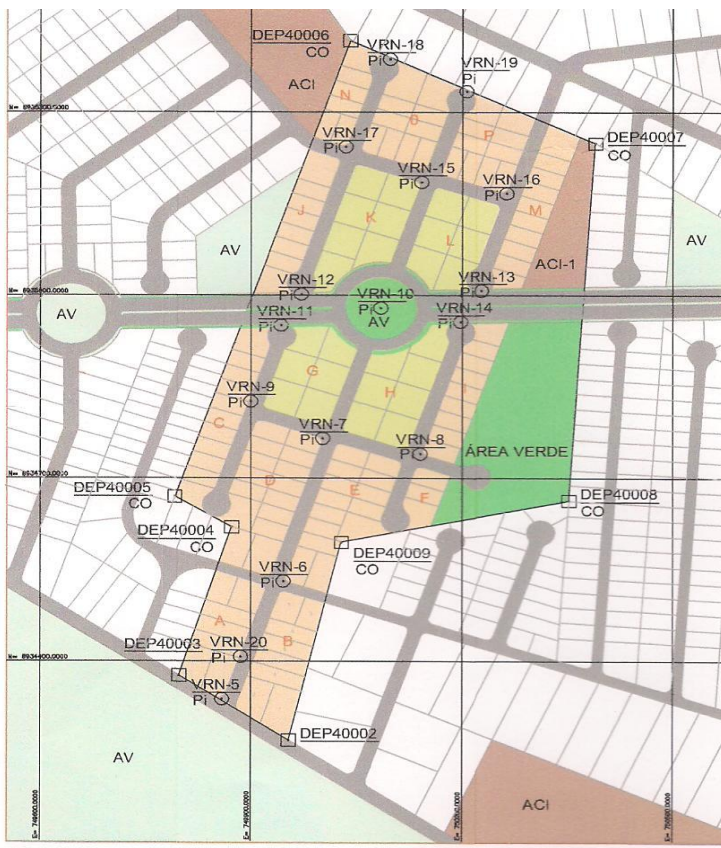 DEP40006
CO
VRN-18
Pi
VRN-19
Pi
ACI
N
O
P
VRN-17
Pi
DEP40007
CO
VRN-15
Pi
VRN-16
Pi
J
K
L
M
AV
AV
ACI-1
VRN-12
Pi
VRN-13
Pi
AV
VRN-10
Pi
AV
VRN-11
Pi
VRN-14
Pi
G
H
I
VRN-9
Pi
C
VRN-7
Pi
VRN-8
Pi
ÁREA VERDE
D
E
F
DEP40005
CO
DEP40004
CO
DEP40008
CO
DEP40009
CO
VRN-6
Pi
A
B
DEP40003
VRN-20
Pi
VRN-5
Pi
DEP40002
AV
ACI